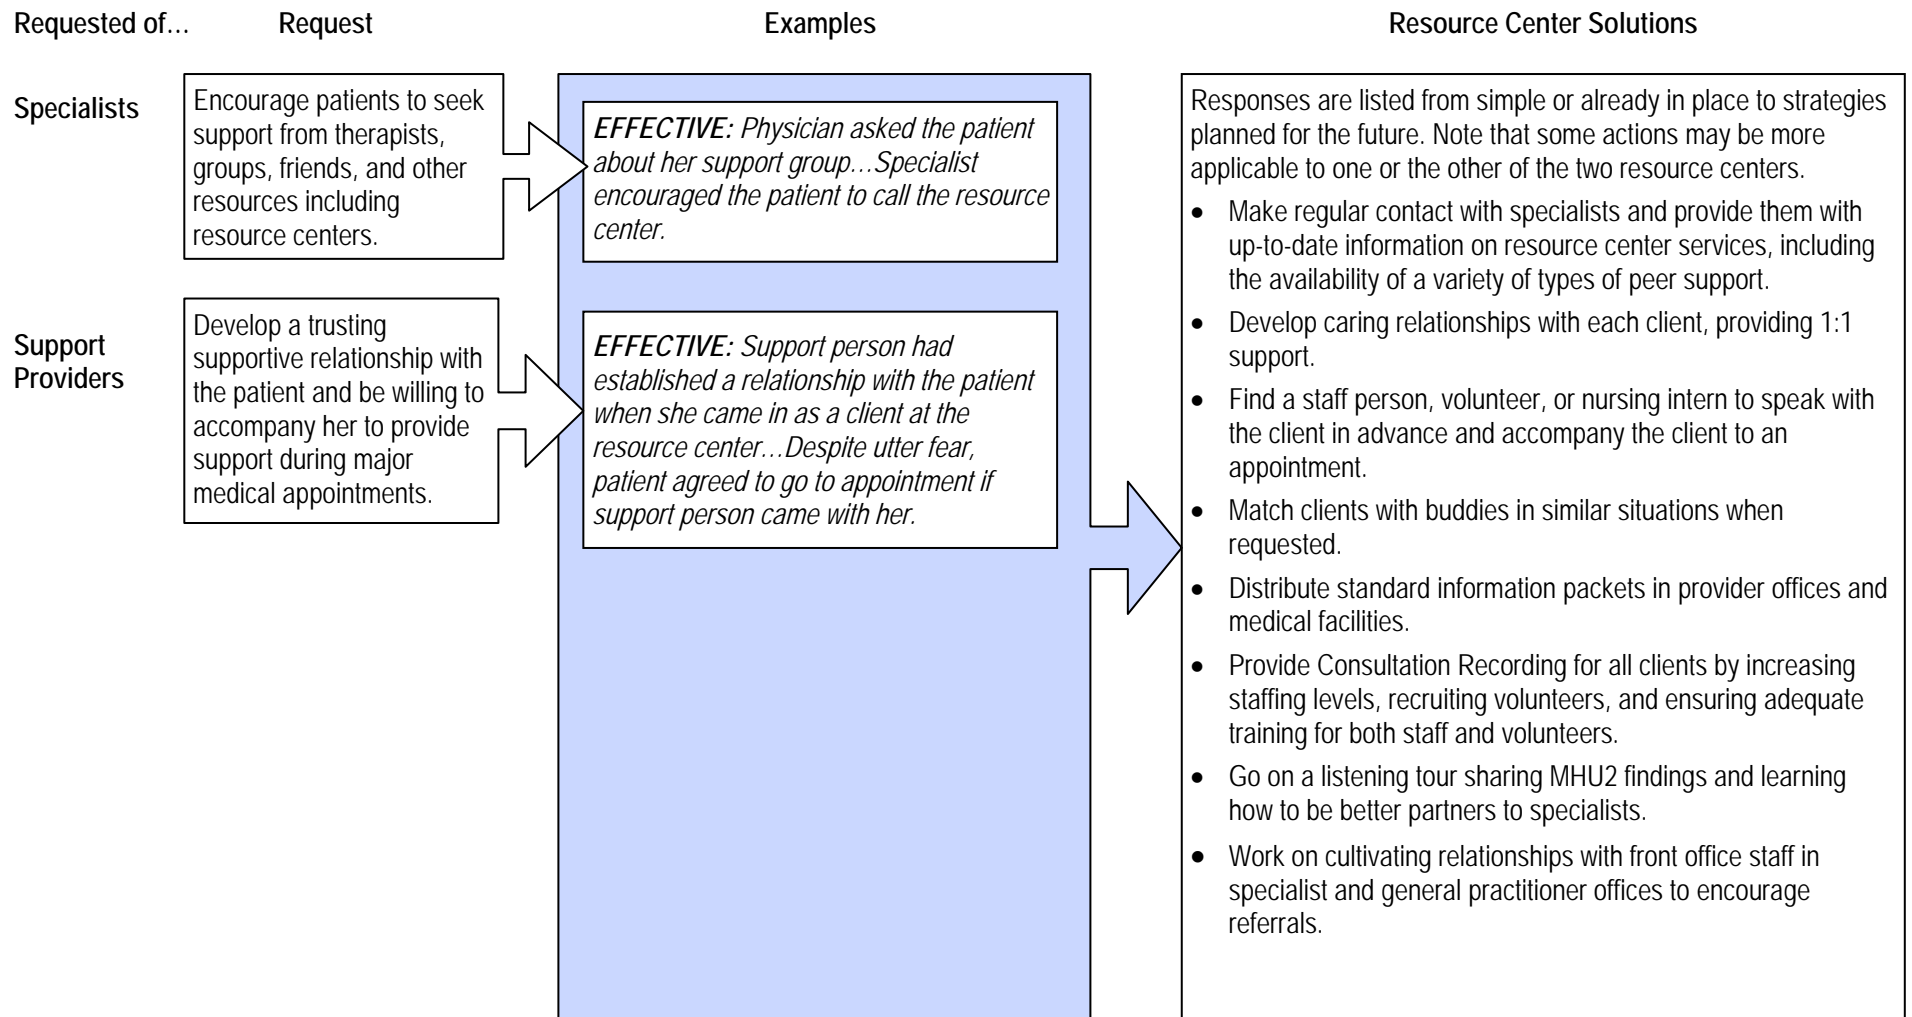 Requested of…
Request
Examples
Resource Center Solutions
Specialists
Encourage patients to seek
support from therapists,
groups, friends, and other
resources including
resource centers.
EFFECTIVE: Physician asked the patient
about her support group…Specialist
encouraged the patient to call the resource
center.
Support
Providers
Develop a trusting
supportive relationship with
the patient and be willing to
accompany her to provide
support during major
medical appointments.
EFFECTIVE: Support person had
established a relationship with the patient
when she came in as a client at the
resource center…Despite utter fear,
patient agreed to go to appointment if
support person came with her.
Responses are listed from simple or already in place to strategies
planned for the future. Note that some actions may be more
applicable to one or the other of the two resource centers.
• Make regular contact with specialists and provide them with
up-to-date information on resource center services, including
the availability of a variety of types of peer support.
• Develop caring relationships with each client, providing 1:1
support.
• Find a staff person, volunteer, or nursing intern to speak with
the client in advance and accompany the client to an
appointment.
• Match clients with buddies in similar situations when
requested.
• Distribute standard information packets in provider offices and
medical facilities.
• Provide Consultation Recording for all clients by increasing
staffing levels, recruiting volunteers, and ensuring adequate
training for both staff and volunteers.
• Go on a listening tour sharing MHU2 findings and learning
how to be better partners to specialists.
• Work on cultivating relationships with front office staff in
specialist and general practitioner offices to encourage
referrals.